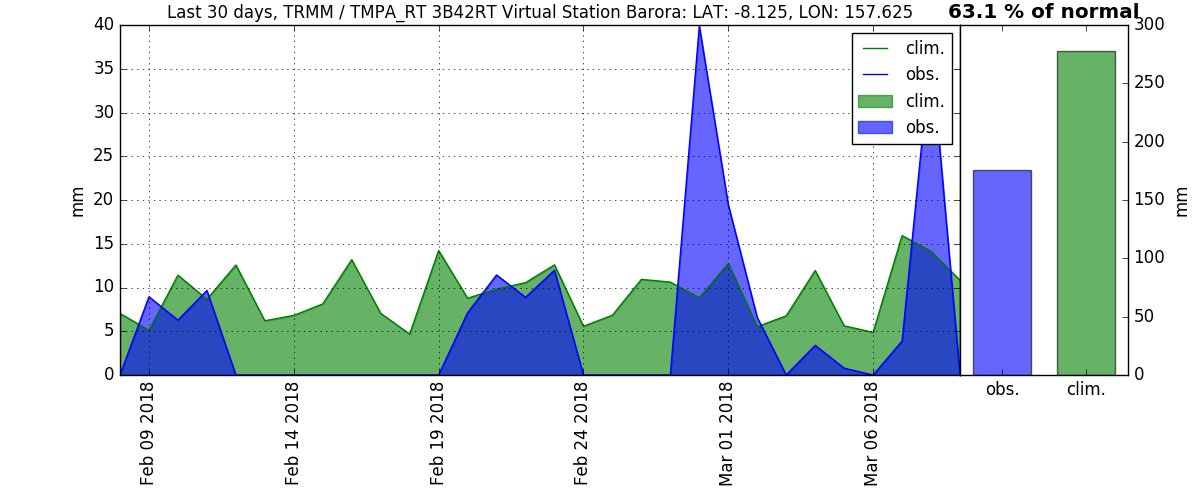 Last 30 days, TRMM / TMPA_RT 3B42RT Virtual Station Barora: LAT: -8.125, LON: 157.625
63.1 % of normal
40
35
30
25
20
15
10
5
0
mm
clim.
obs.
clim.
obs.
300
250
200
150
100
50
0
mm
Feb 09 2018
Feb 14 2018
Feb 19 2018
Feb 24 2018
Mar 01 2018
Mar 06 2018
obs.
clim.